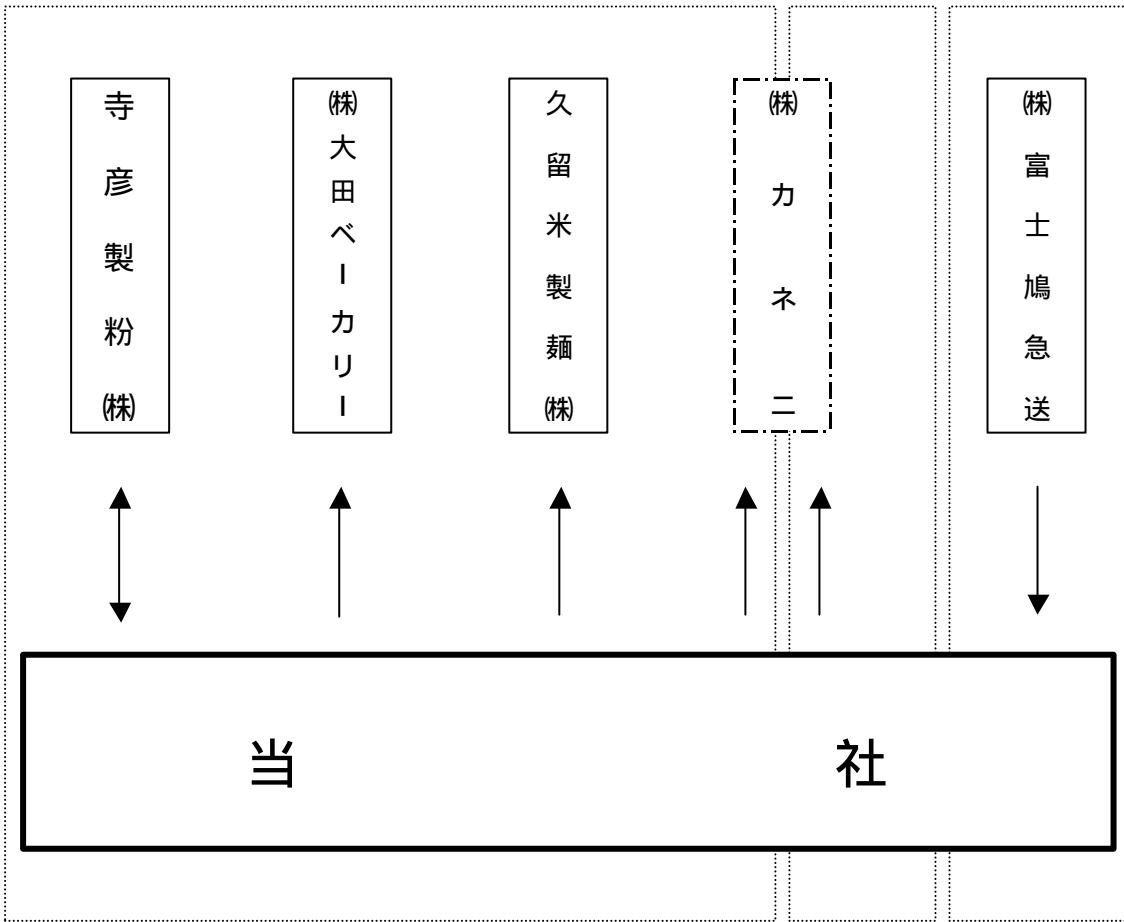 寺彦製粉㈱
㈱大田ベーカリー
久留米製麺㈱
㈱カネニ
㈱富士鳩急送
当社